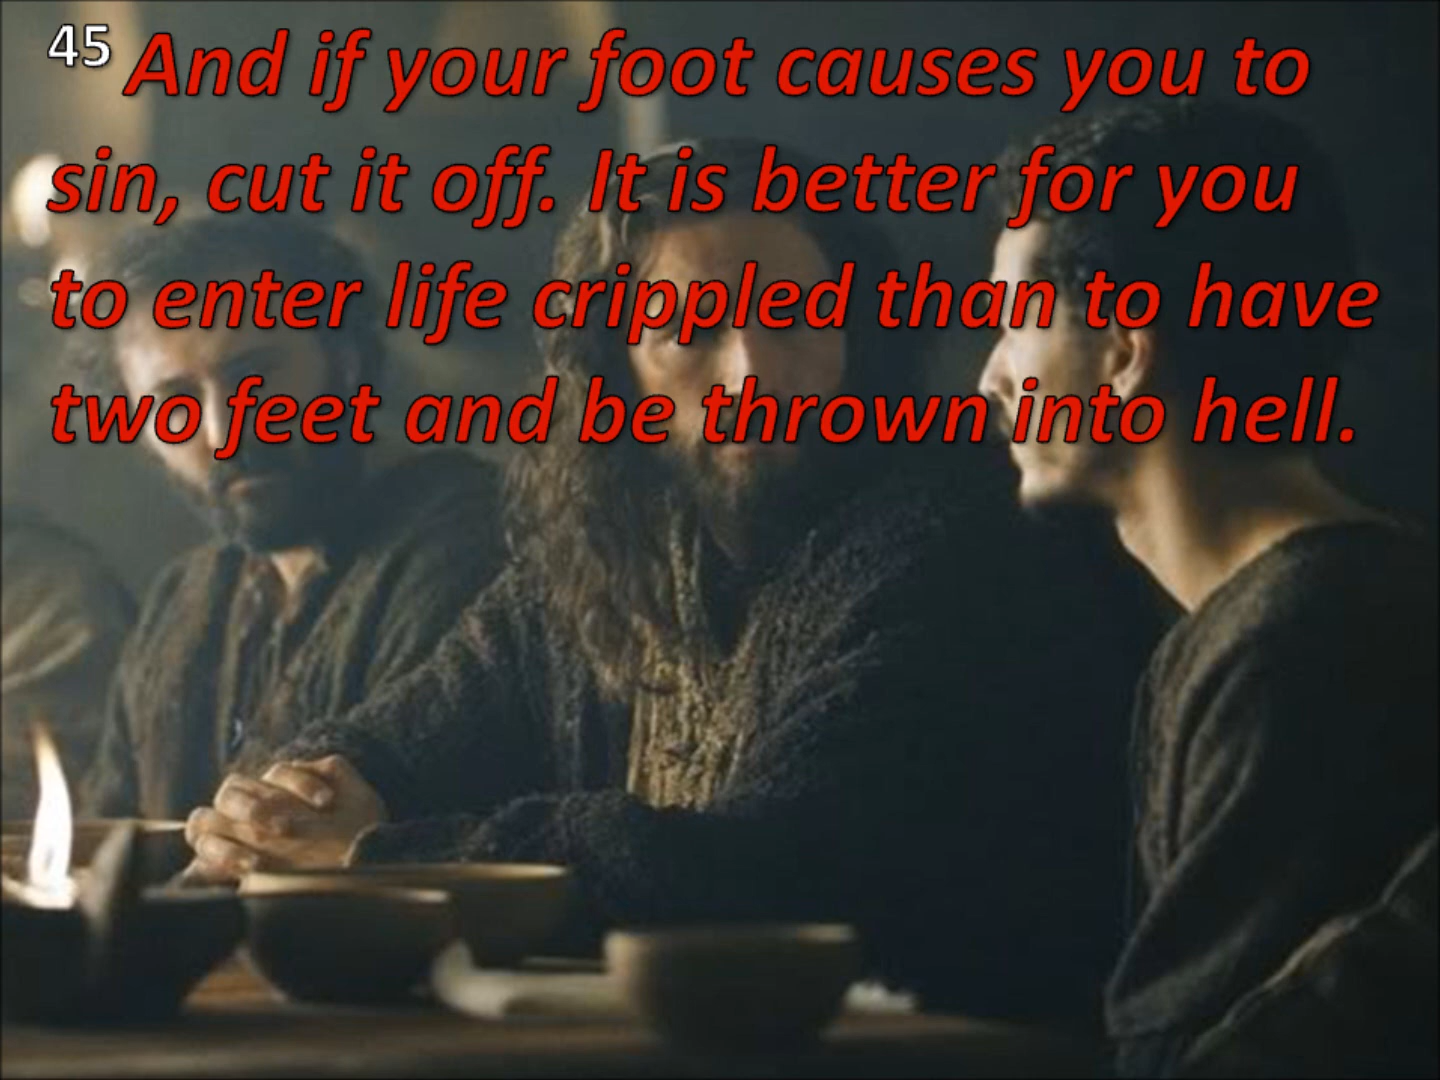 45 And if your foot causes you to
sin, cut it off. It is better for you
to enter life crippled than to have
two feet and be thrown into hell.